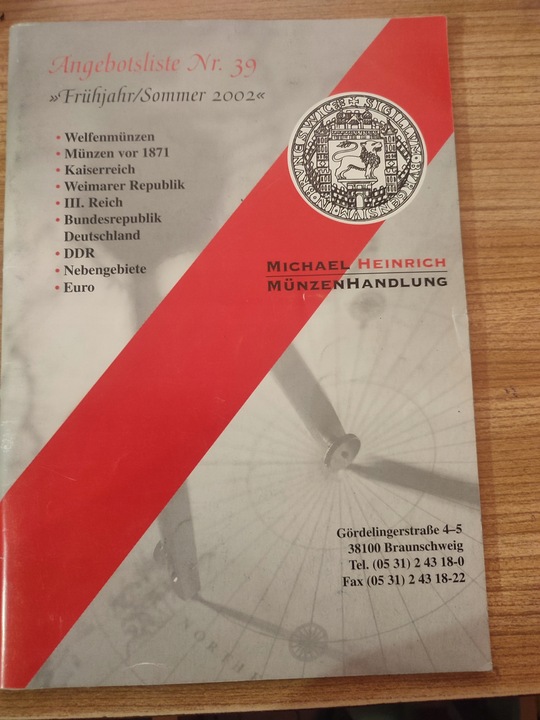 Angebotsliste Nr. 39
»Frühjahr/Sommer 2002«
• Welfenmünzen
• Münzen vor 1871
• Kaiserreich
• Weimarer Republik
• III. Reich
• Bundesrepublik
Deutschland
• DDR
• Nebengebiete
• Euro
MICHAEL HEINRICH
MÜNZENHANDLUNG
Gördelingerstraße 4–5
38100 Braunschweig
Tel. (05 31) 2 43 18-0
Fax (05 31) 2 43 18-22